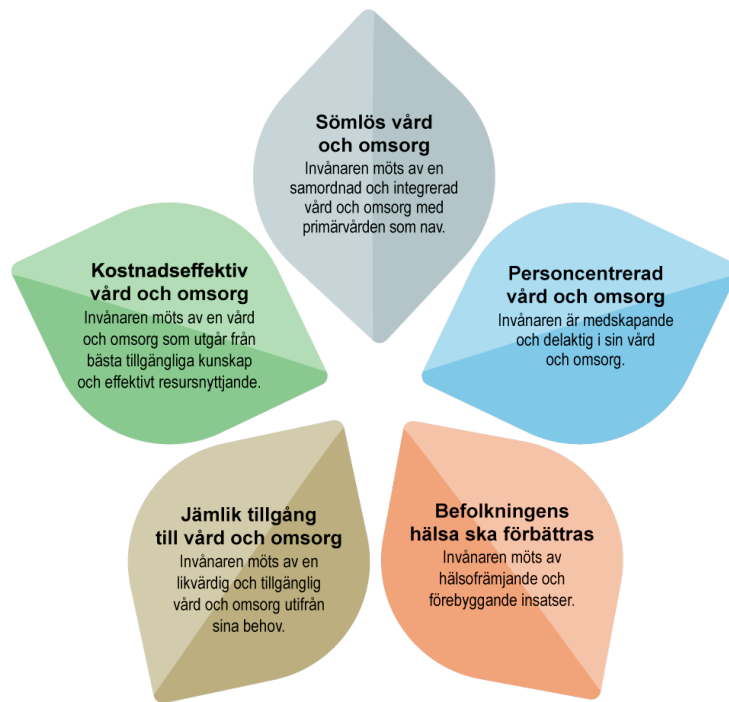 Sömlös vård
och omsorg
Invånaren möts av en
samordnad och integrerad
vård och omsorg med
primärvården som nav.
Personcentrerad
vård och omsorg
Invånaren är medskapande
och delaktig i sin vård
och omsorg.
Befolkningens
hälsa ska förbättras
Invånaren möts av
hälsofrämjande och
förebyggande insatser.
Jämlik tillgång
till vård och omsorg
Invånaren möts av en
likvärdig och tillgänglig
vård och omsorg utifrån
sina behov.
Kostnadseffektiv
vård och omsorg
Invånaren möts av en vård
och omsorg som utgår från
bästa tillgängliga kunskap
och effektivt resursnyttjande.